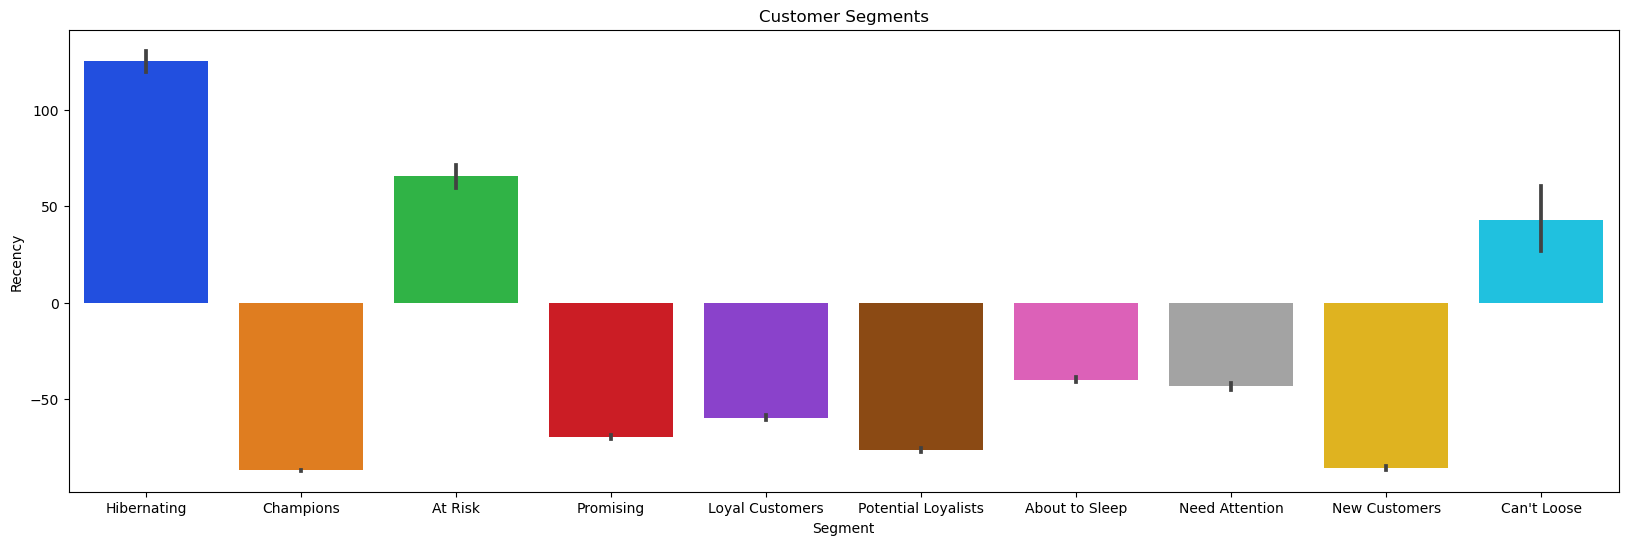 Customer Segments
Recency
100
50
0
−50
Hibernating Champions At Risk Promising Loyal Customers Potential Loyalists About to Sleep Need Attention New Customers Can't Loose
Segment